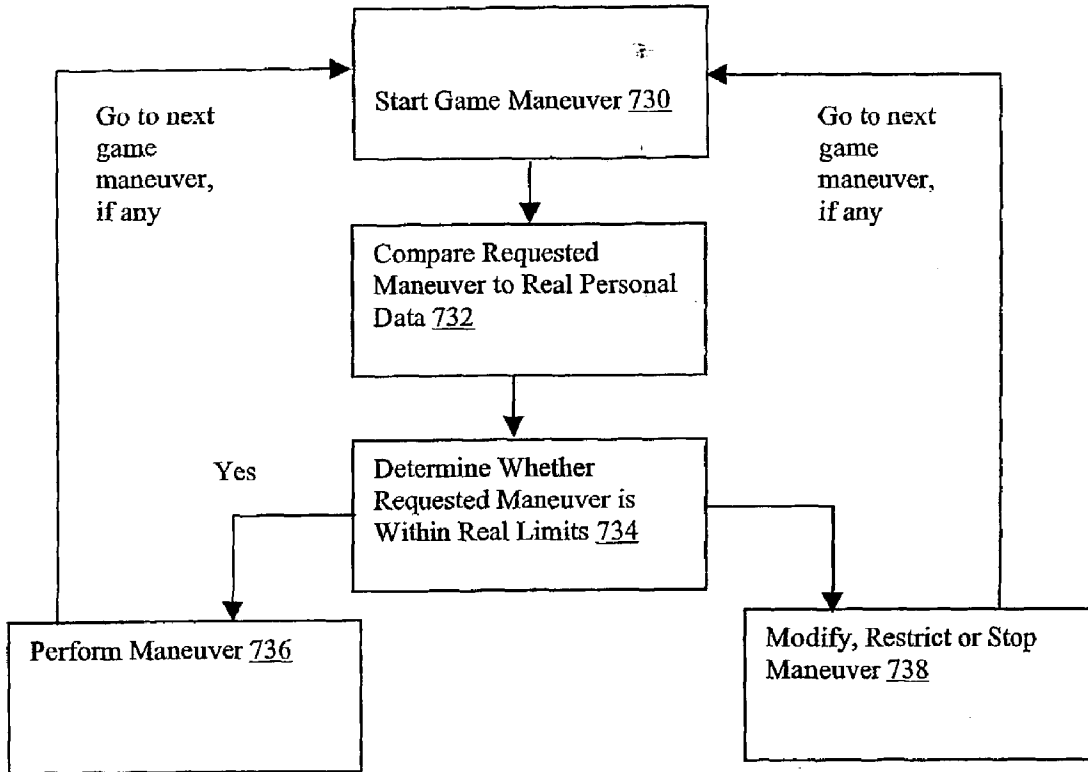 Start Game Maneuver 730
Go to next
game
maneuver,
if any
Go to next
game
maneuver,
if any
Compare Requested
Maneuver to Real Personal
Data 732
Yes
Determine Whether
Requested Maneuver is
Within Real Limits 734
Perform Maneuver 736
Modify, Restrict or Stop
Maneuver 738